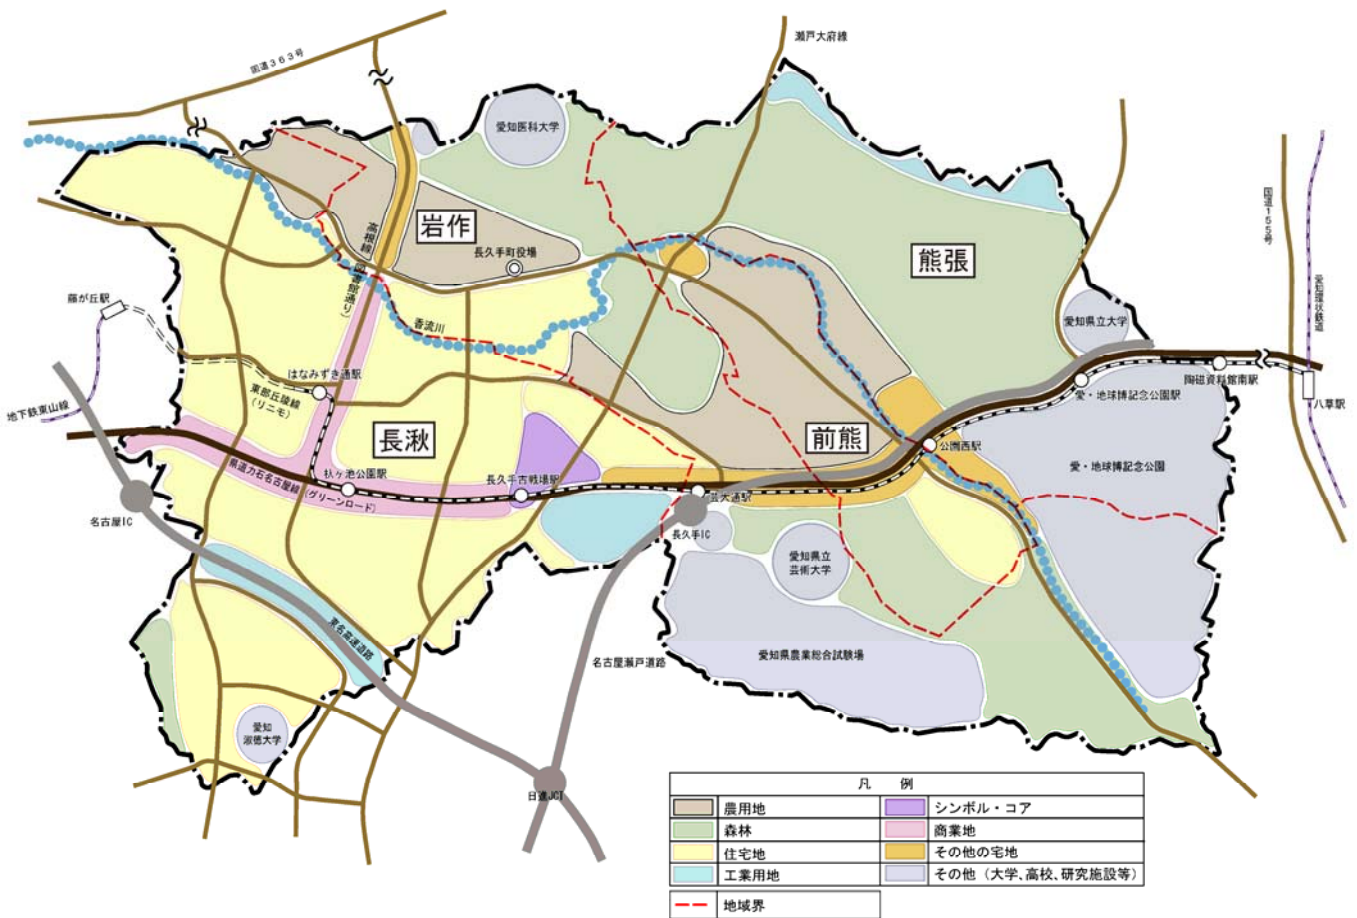 瀬戸大府線
国道363号
愛知医科大学
岩作
長久手町役場
高根線(図書館通り)
熊張
国道155号
愛知環状鉄道
藤が丘駅
香流川
愛知県立大学
はなみずき通駅
東部丘陵線
(リニモ)
地下鉄東山線
陶磁資料館南駅
愛・地球博記念公園駅
八草駅
長湫
前熊
公園西駅
杁ヶ池公園駅
長久手古戦場駅
愛・地球博記念公園
県道力石名古屋線(グリーンロード)
芸大通駅
名古屋IC
長久手IC
愛知県立
芸術大学
東名高速道路
名古屋瀬戸道路
愛知県農業総合試験場
愛知
淑徳大学
日進JCT
凡 例
農用地
シンボル・コア
森林
商業地
住宅地
その他の宅地
工業用地
その他(大学、高校、研究施設等)
地域界